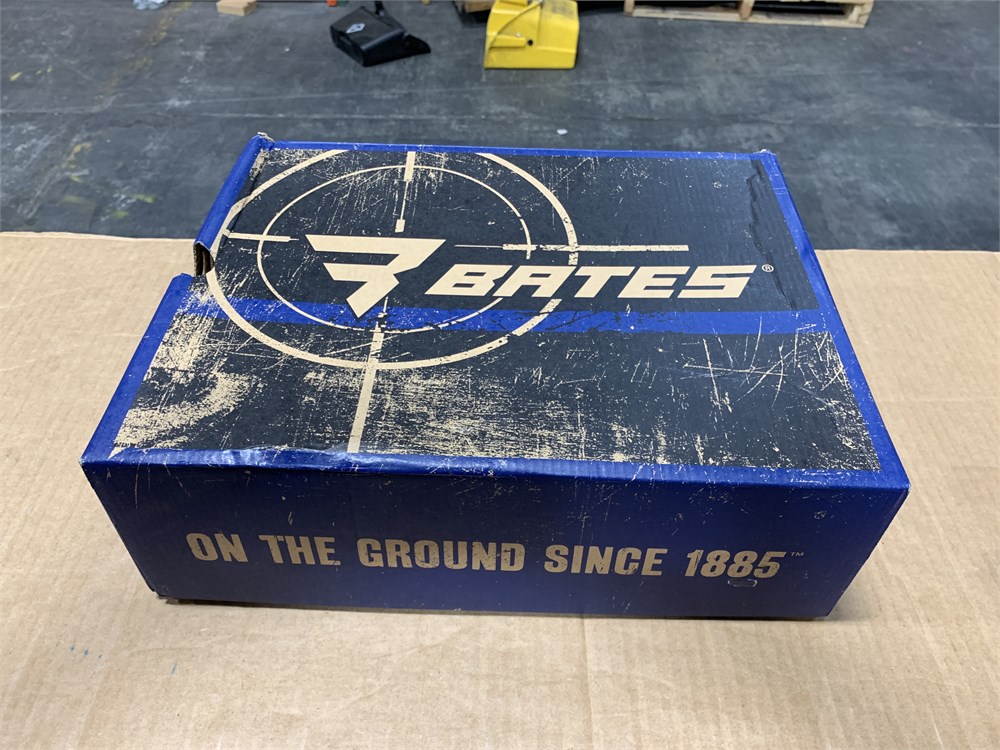 BATES®
ON THE GROUND SINCE 1885™